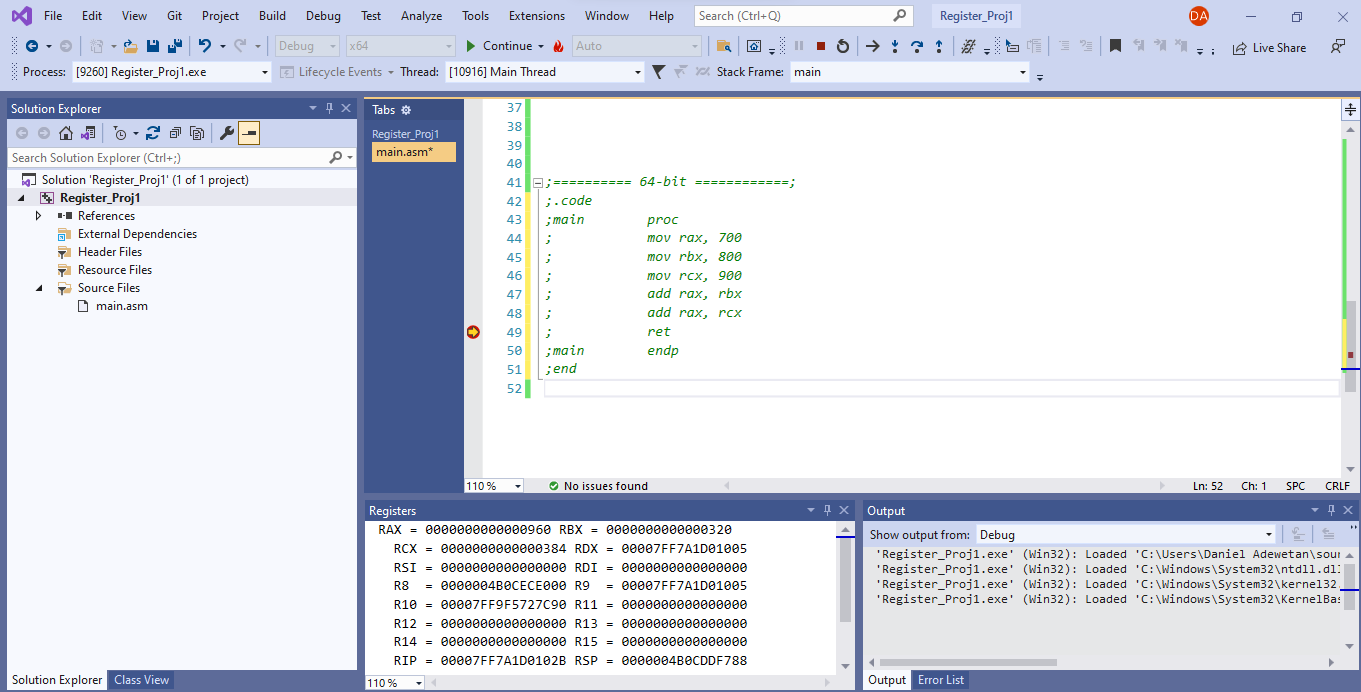 File Edit View Git Project Build Debug Test Analyze Tools Extensions Window Help Search (Ctrl+Q) Register_Proj1 DA
Debug x64 Continue Auto Live Share
Process: [9260] Register_Proj1.exe Lifecycle Events Thread: [10916] Main Thread Stack Frame: main
Solution Explorer
Search Solution Explorer (Ctrl+;)
Solution 'Register_Proj1' (1 of 1 project)
Register_Proj1
References
External Dependencies
Header Files
Resource Files
Source Files
main.asm
Solution Explorer Class View
Tabs
Register_Proj1
main.asm*
37
38
39
40
41 ;========== 64-bit ============;
42 ;.code
43 ;main proc
44 ; mov rax, 700
45 ; mov rbx, 800
46 ; mov rcx, 900
47 ; add rax, rbx
48 ; add rax, rcx
49 ; ret
50 ;main endp
51 ;end
52
110 % No issues found Ln: 52 Ch: 1 SPC CRLF
Registers
RAX = 0000000000000960 RBX = 0000000000000320
RCX = 0000000000000384 RDX = 00007FF7A1D01005
RSI = 0000000000000000 RDI = 0000000000000000
R8 = 0000004B0CECE000 R9 = 00007FF7A1D01005
R10 = 00007FF9F5727C90 R11 = 0000000000000000
R12 = 0000000000000000 R13 = 0000000000000000
R14 = 0000000000000000 R15 = 0000000000000000
RIP = 00007FF7A1D0102B RSP = 0000004B0CDDF788
110 %
Output
Show output from: Debug
'Register_Proj1.exe' (Win32): Loaded 'C:\Users\Daniel Adewetan\sour
'Register_Proj1.exe' (Win32): Loaded 'C:\Windows\System32\ntdll.dl
'Register_Proj1.exe' (Win32): Loaded 'C:\Windows\System32\kernel32.
'Register_Proj1.exe' (Win32): Loaded 'C:\Windows\System32\KernelBas
Output Error List